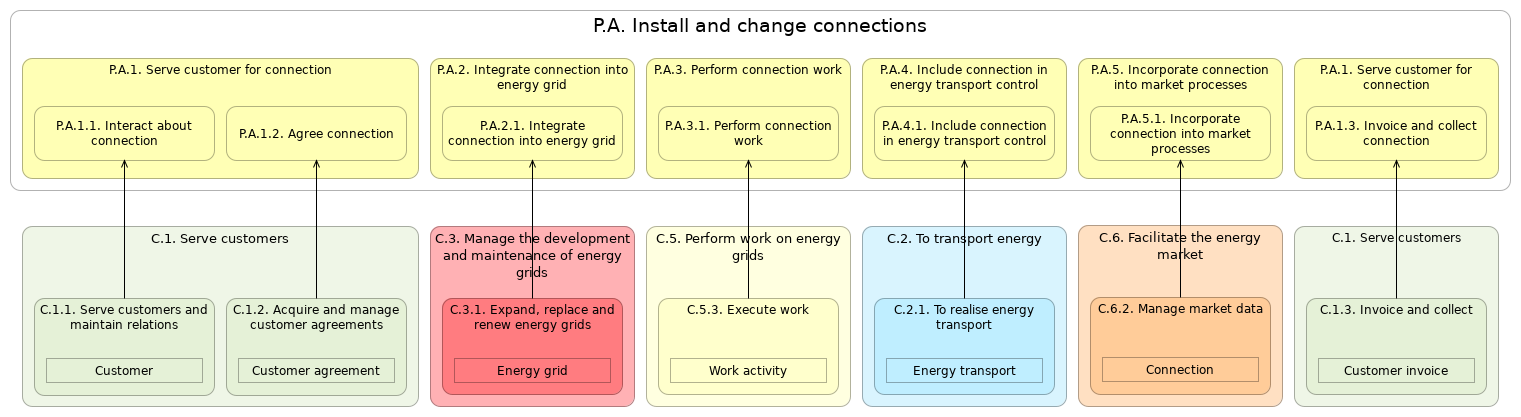 P.A. Install and change connections
P.A.1. Serve customer for connection
P.A.1.1. Interact about
connection
P.A.1.2. Agree connection
P.A.2. Integrate connection into
energy grid
P.A.2.1. Integrate
connection into energy grid
P.A.3. Perform connection work
P.A.3.1. Perform connection
work
P.A.4. Include connection in
energy transport control
P.A.4.1. Include connection
in energy transport control
P.A.5. Incorporate connection
into market processes
P.A.5.1. Incorporate
connection into market
processes
P.A.1. Serve customer for
connection
P.A.1.3. Invoice and collect
connection
C.1. Serve customers
C.1.1. Serve customers and
maintain relations
Customer
C.1.2. Acquire and manage
customer agreements
Customer agreement
C.3. Manage the development
and maintenance of energy
grids
C.3.1. Expand, replace and
renew energy grids
Energy grid
C.5. Perform work on energy
grids
C.5.3. Execute work
Work activity
C.2. To transport energy
C.2.1. To realise energy
transport
Energy transport
C.6. Facilitate the energy
market
C.6.2. Manage market data
Connection
C.1. Serve customers
C.1.3. Invoice and collect
Customer invoice